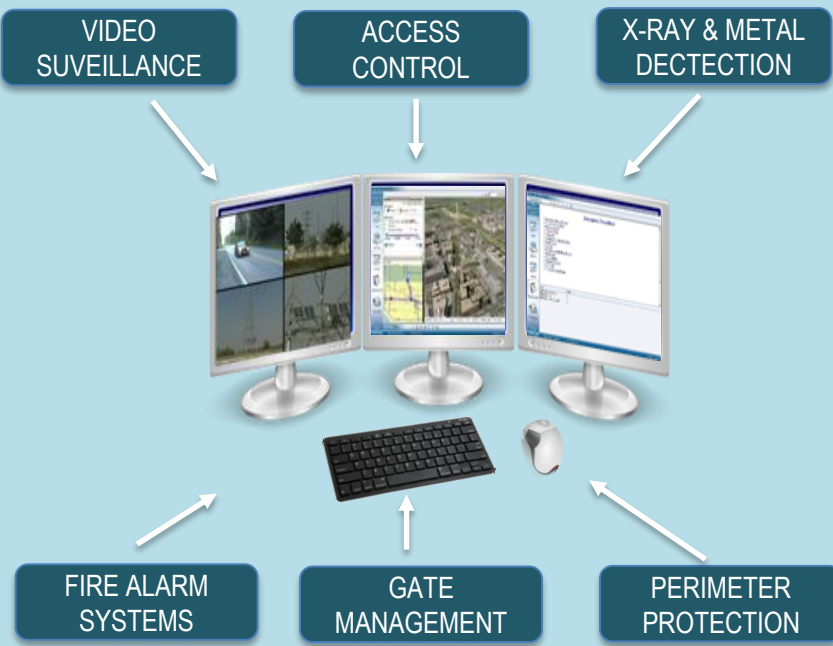 VIDEO
SUVEILLANCE
ACCESS
CONTROL
X-RAY & METAL
DECTECTION
FIRE ALARM
SYSTEMS
GATE
MANAGEMENT
PERIMETER
PROTECTION